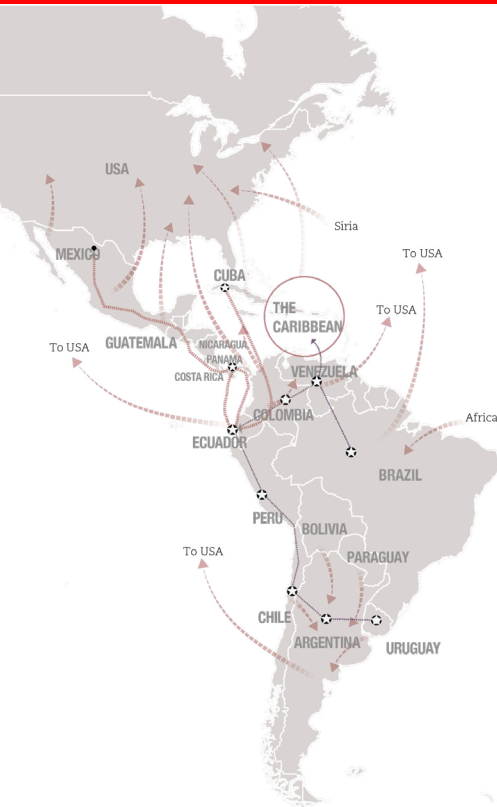 USA
Siria
MEXICO
To USA
CUBA
THE
CARIBBEAN
To USA
GUATEMALA
NICARAGUA
To USA
PANAMA
COSTA RICA
VENEZUELA
COLOMBIA
Africa
ECUADOR
BRAZIL
PERU
BOLIVIA
To USA
PARAGUAY
CHILE
ARGENTINA
URUGUAY